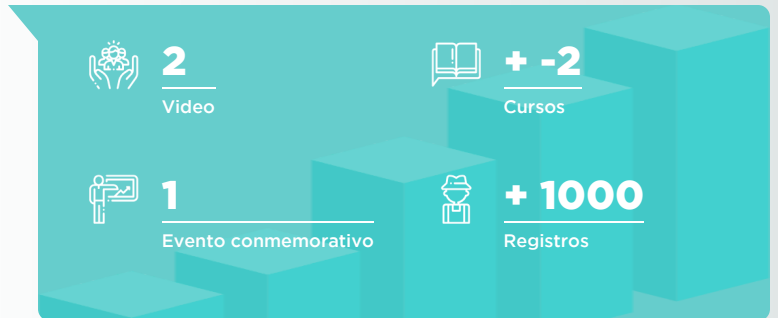 2
Video
+ -2
Cursos
1
Evento conmemorativo
+ 1000
Registros